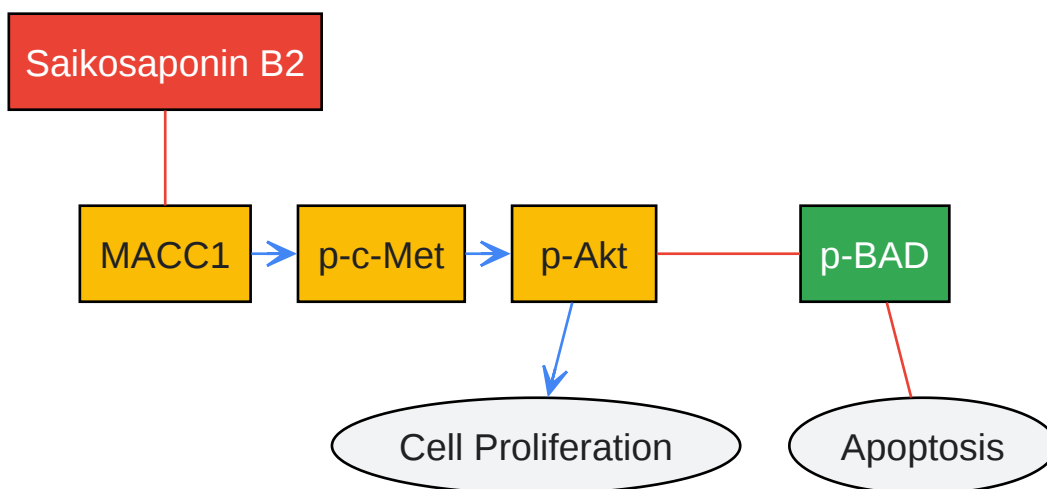 Saikosaponin B2
MACC1
p-c-Met
p-Akt
p-BAD
Cell Proliferation
Apoptosis